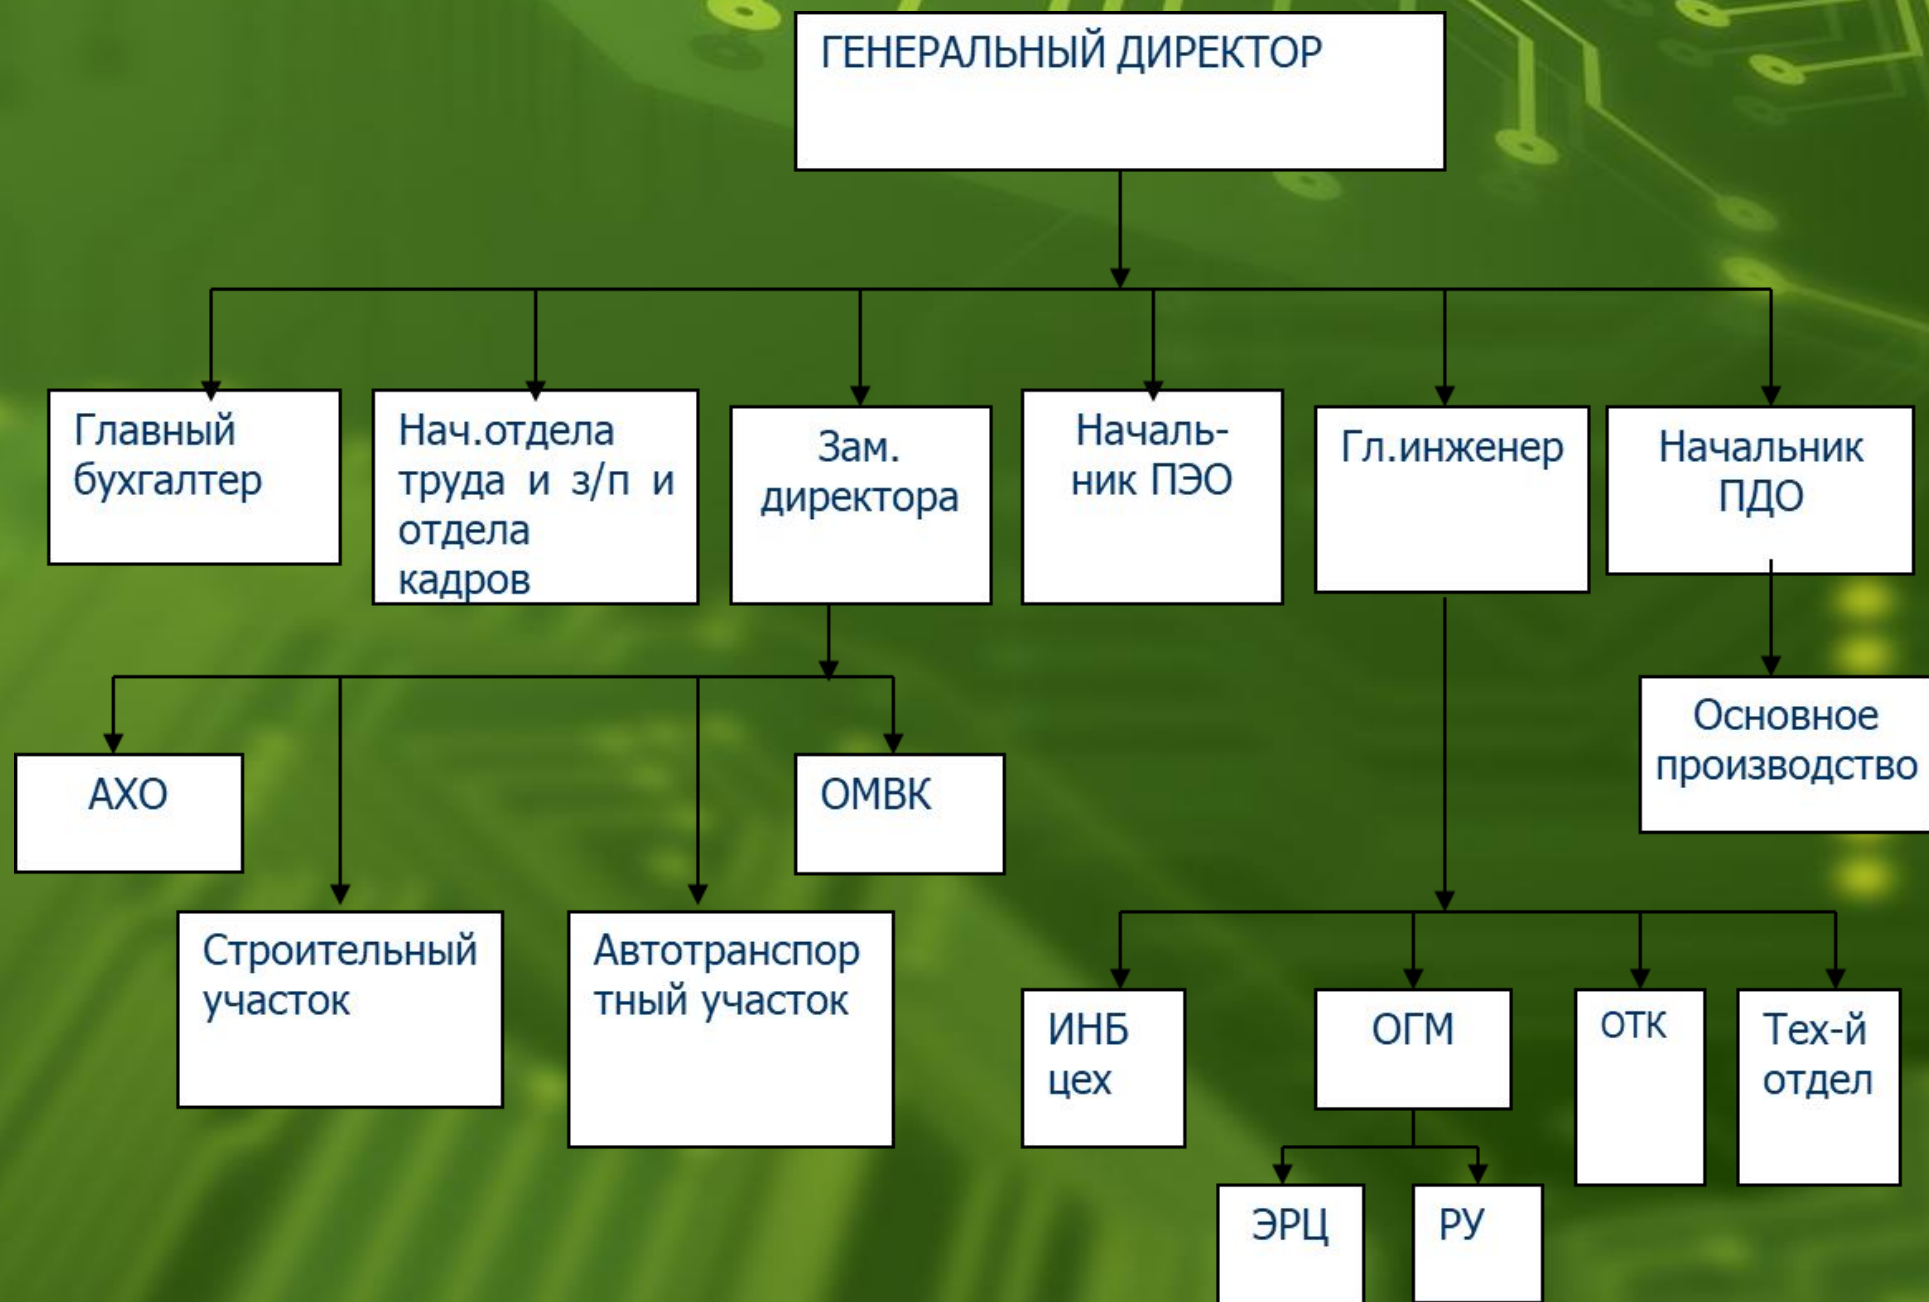 ГЕНЕРАЛЬНЫЙ ДИРЕКТОР
Главный
бухгалтер
Нач.отдела
труда и з/п и
отдела
кадров
Зам.
директора
Началь-
ник ПЭО
Гл.инженер
Начальник
ПДО
Основное
производство
АХО
ОМВК
Строительный
участок
Автотранспор
тный участок
ИНБ
цех
ОГМ
ОТК
Тех-й
отдел
ЭРЦ
РУ